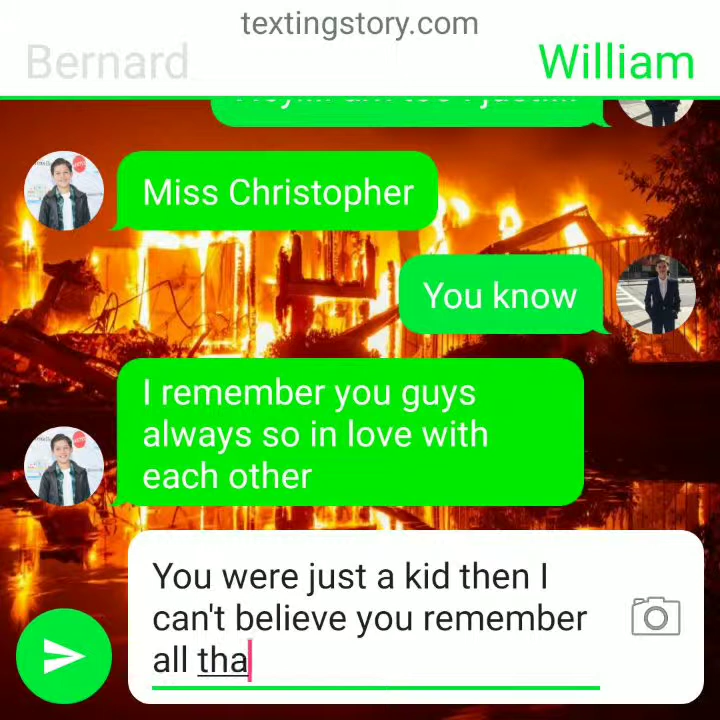 textingstory.com
Bernard
William
Miss Christopher
You know
I remember you guys
always so in love with
each other
You were just a kid then I
can't believe you remember
all tha